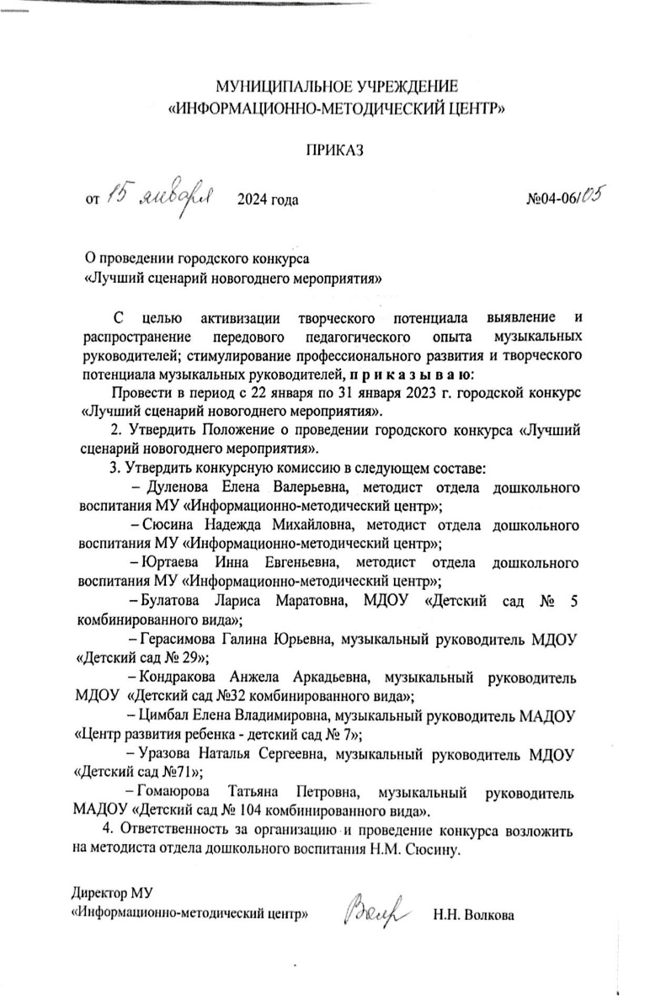 МУНИЦИПАЛЬНОЕ УЧРЕЖДЕНИЕ
«ИНФОРМАЦИОННО-МЕТОДИЧЕСКИЙ ЦЕНТР»
ПРИКАЗ
от 15 января 2024 года №04-06/05
О проведении городского конкурса
«Лучший сценарий новогоднего мероприятия»
С целью активизации творческого потенциала выявление и
распространение передового педагогического опыта музыкальных
руководителей; стимулирование профессионального развития и творческого
потенциала музыкальных руководителей, п р и к а з ы в а ю:
Провести в период с 22 января по 31 января 2023 г. городской конкурс
«Лучший сценарий новогоднего мероприятия».
2. Утвердить Положение о проведении городского конкурса «Лучший
сценарий новогоднего мероприятия».
3. Утвердить конкурсную комиссию в следующем составе:
– Дуленова Елена Валерьевна, методист отдела дошкольного
воспитания МУ «Информационно-методический центр»;
– Сюсина Надежда Михайловна, методист отдела дошкольного
воспитания МУ «Информационно-методический центр»;
– Юртаева Инна Евгеньевна, методист отдела дошкольного
воспитания МУ «Информационно-методический центр»;
– Булатова Лариса Маратовна, МДОУ «Детский сад № 5
комбинированного вида»;
– Герасимова Галина Юрьевна, музыкальный руководитель МДОУ
«Детский сад № 29»;
– Кондракова Анжела Аркадьевна, музыкальный руководитель
МДОУ «Детский сад №32 комбинированного вида»;
– Цимбал Елена Владимировна, музыкальный руководитель МАДОУ
«Центр развития ребенка - детский сад № 7»;
– Уразова Наталья Сергеевна, музыкальный руководитель МДОУ
«Детский сад №71»;
– Гомаюрова Татьяна Петровна, музыкальный руководитель
МАДОУ «Детский сад № 104 комбинированного вида».
4. Ответственность за организацию и проведение конкурса возложить
на методиста отдела дошкольного воспитания Н.М. Сюсину.
Директор МУ
«Информационно-методический центр» Н.Н. Волкова